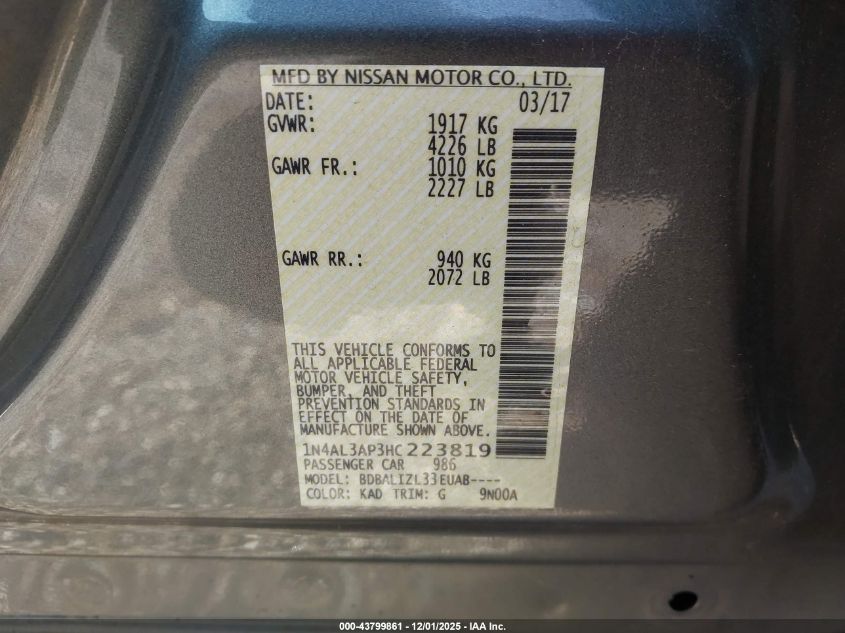 MFD BY NISSAN MOTOR CO., LTD.
DATE: 03/17
GVWR: 1917 KG
4226 LB
GAWR FR.: 1010 KG
2227 LB
GAWR RR.: 940 KG
2072 LB
THIS VEHICLE CONFORMS TO
ALL APPLICABLE FEDERAL
MOTOR VEHICLE SAFETY,
BUMPER, AND THEFT
PREVENTION STANDARDS IN
EFFECT ON THE DATE OF
MANUFACTURE SHOWN ABOVE.
1N4AL3AP3HC223819
PASSENGER CAR 986
MODEL: BDBALIZL33EUAB----
COLOR: KAD TRIM: G 9N00A
000-43799861 - 12/01/2025 - IAA Inc.